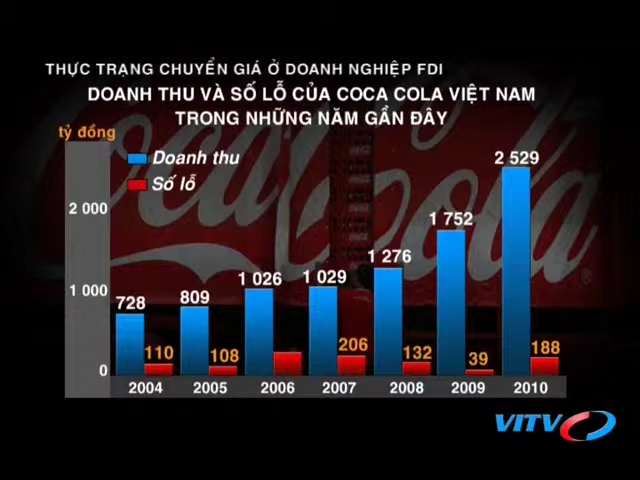 THỰC TRẠNG CHUYỂN GIÁ Ở DOANH NGHIỆP FDI
DOANH THU VÀ SỐ LỖ CỦA COCA COLA VIỆT NAM
TRONG NHỮNG NĂM GẦN ĐÂY
tỷ đồng
Doanh thu
Số lỗ
2 529
2 000
1 752
1 276
1 026
1 029
1 000
728
809
110
108
206
132
39
188
0
2004 2005 2006 2007 2008 2009 2010
Coca-Cola
®
VITV